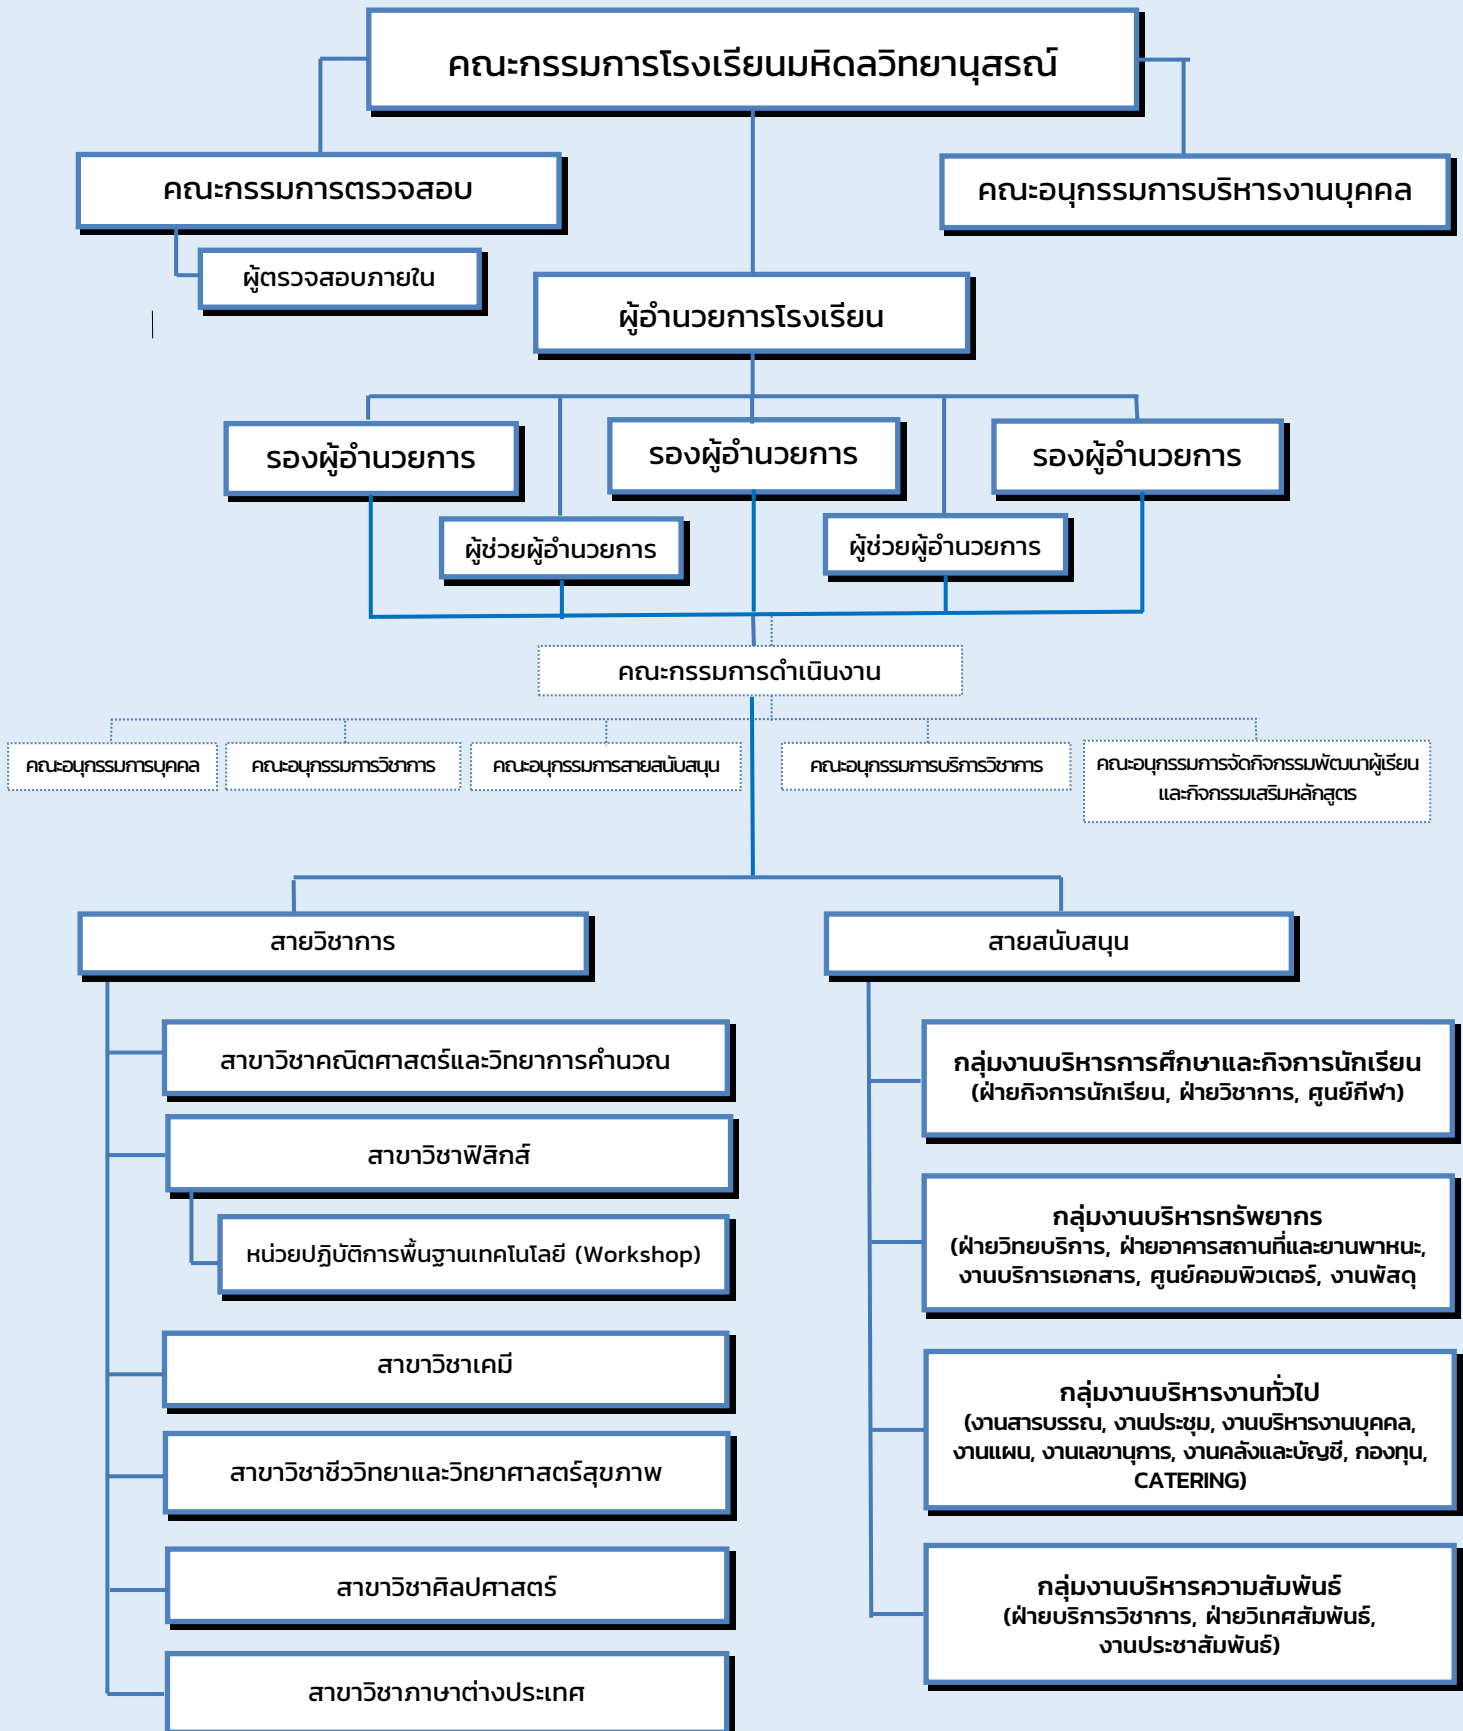 คณะกรรมการโรงเรียนมหิดลวิทยานุสรณ์
คณะกรรมการตรวจสอบ
คณะอนุกรรมการบริหารงานบุคคล
ผู้ตรวจสอบภายใน
ผู้อำนวยการโรงเรียน
รองผู้อำนวยการ
รองผู้อำนวยการ
รองผู้อำนวยการ
ผู้ช่วยผู้อำนวยการ
ผู้ช่วยผู้อำนวยการ
คณะกรรมการดำเนินงาน
คณะอนุกรรมการบุคคล
คณะอนุกรรมการวิชาการ
คณะอนุกรรมการสายสนับสนุน
คณะอนุกรรมการบริการวิชาการ
คณะอนุกรรมการจัดกิจกรรมพัฒนาผู้เรียน
และกิจกรรมเสริมหลักสูตร
สายวิชาการ
สาขาวิชาคณิตศาสตร์และวิทยาการคำนวณ
สาขาวิชาฟิสิกส์
หน่วยปฏิบัติการพื้นฐานเทคโนโลยี (Workshop)
สาขาวิชาเคมี
สาขาวิชาชีววิทยาและวิทยาศาสตร์สุขภาพ
สาขาวิชาศิลปศาสตร์
สาขาวิชาภาษาต่างประเทศ
สายสนับสนุน
กลุ่มงานบริหารการศึกษาและกิจการนักเรียน
(ฝ่ายกิจการนักเรียน, ฝ่ายวิชาการ, ศูนย์กีฬา)
กลุ่มงานบริหารทรัพยากร
(ฝ่ายวิทยบริการ, ฝ่ายอาคารสถานที่และยานพาหนะ,
งานบริการเอกสาร, ศูนย์คอมพิวเตอร์, งานพัสดุ
กลุ่มงานบริหารงานทั่วไป
(งานสารบรรณ, งานประชุม, งานบริหารงานบุคคล,
งานแผน, งานเลขานุการ, งานคลังและบัญชี, กองทุน,
CATERING)
กลุ่มงานบริหารความสัมพันธ์
(ฝ่ายบริการวิชาการ, ฝ่ายวิเทศสัมพันธ์,
งานประชาสัมพันธ์)